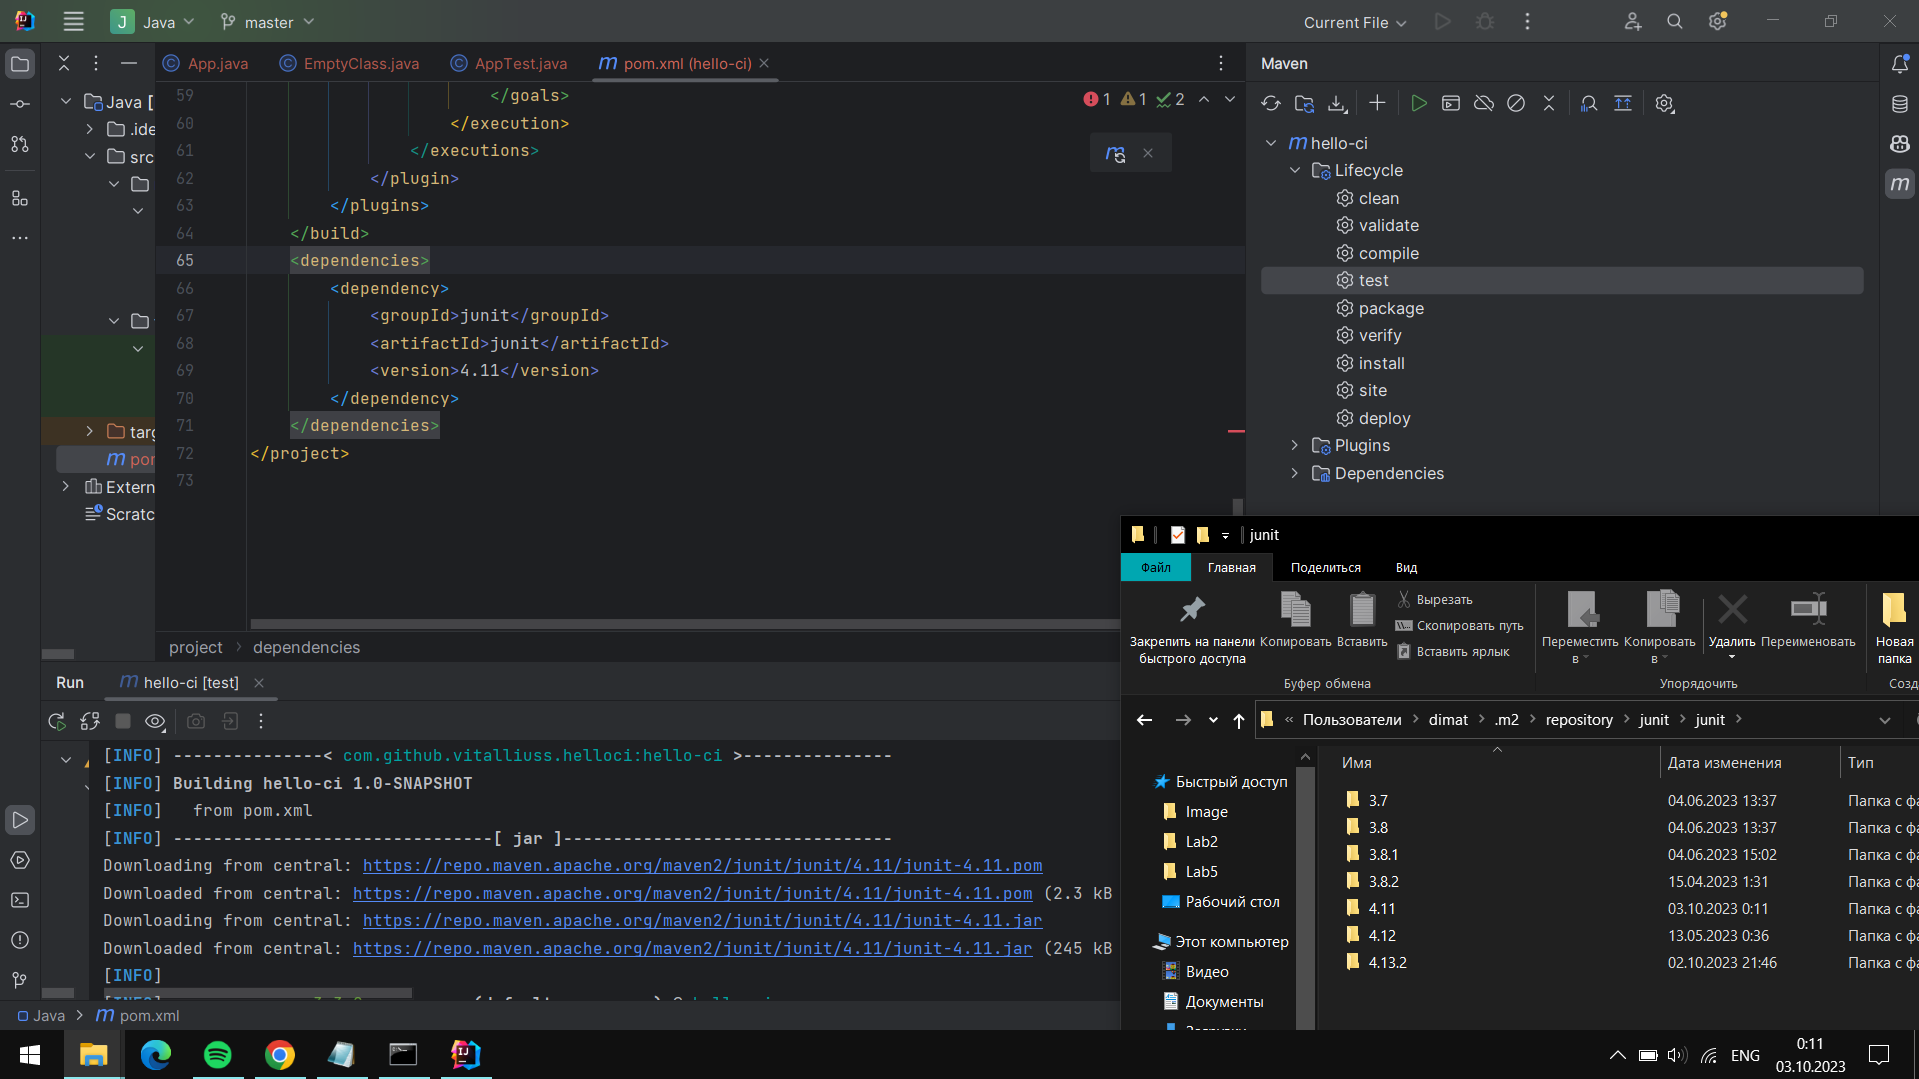 J Java master Current File
App.java EmptyClass.java AppTest.java m pom.xml (hello-ci)
Java [
.ide
src
targ
m pom
Extern
Scratc
1 1 2
59 </goals>
60 </execution>
61 </executions>
62 </plugin>
63 </plugins>
64 </build>
65 <dependencies>
66 <dependency>
67 <groupId>junit</groupId>
68 <artifactId>junit</artifactId>
69 <version>4.11</version>
70 </dependency>
71 </dependencies>
72 </project>
73
project > dependencies
Maven
m hello-ci
Lifecycle
clean
validate
compile
test
package
verify
install
site
deploy
Plugins
Dependencies
Run m hello-ci [test]
[INFO] ---------------< com.github.vitalliuss.helloci:hello-ci >---------------
[INFO] Building hello-ci 1.0-SNAPSHOT
[INFO]   from pom.xml
[INFO] --------------------------------[ jar ]---------------------------------
Downloading from central: https://repo.maven.apache.org/maven2/junit/junit/4.11/junit-4.11.pom
Downloaded from central: https://repo.maven.apache.org/maven2/junit/junit/4.11/junit-4.11.pom (2.3 kB
Downloading from central: https://repo.maven.apache.org/maven2/junit/junit/4.11/junit-4.11.jar
Downloaded from central: https://repo.maven.apache.org/maven2/junit/junit/4.11/junit-4.11.jar (245 kB
[INFO]
Java > m pom.xml
junit
Файл Главная Поделиться Вид
Закрепить на панели быстрого доступа
Копировать
Вставить
Вырезать
Скопировать путь
Вставить ярлык
Буфер обмена
Переместить в
Копировать в
Удалить
Переименовать
Упорядочить
Новая папка
Созд
« Пользователи > dimat > .m2 > repository > junit > junit >
Быстрый доступ
Image
Lab2
Lab5
Рабочий стол
Этот компьютер
Видео
Документы
Загрузки
Имя Дата изменения Тип
3.7 04.06.2023 13:37 Папка с фа
3.8 04.06.2023 13:37 Папка с фа
3.8.1 04.06.2023 15:02 Папка с фа
3.8.2 15.04.2023 1:31 Папка с фа
4.11 03.10.2023 0:11 Папка с фа
4.12 13.05.2023 0:36 Папка с фа
4.13.2 02.10.2023 21:46 Папка с фа
ENG
0:11
03.10.2023